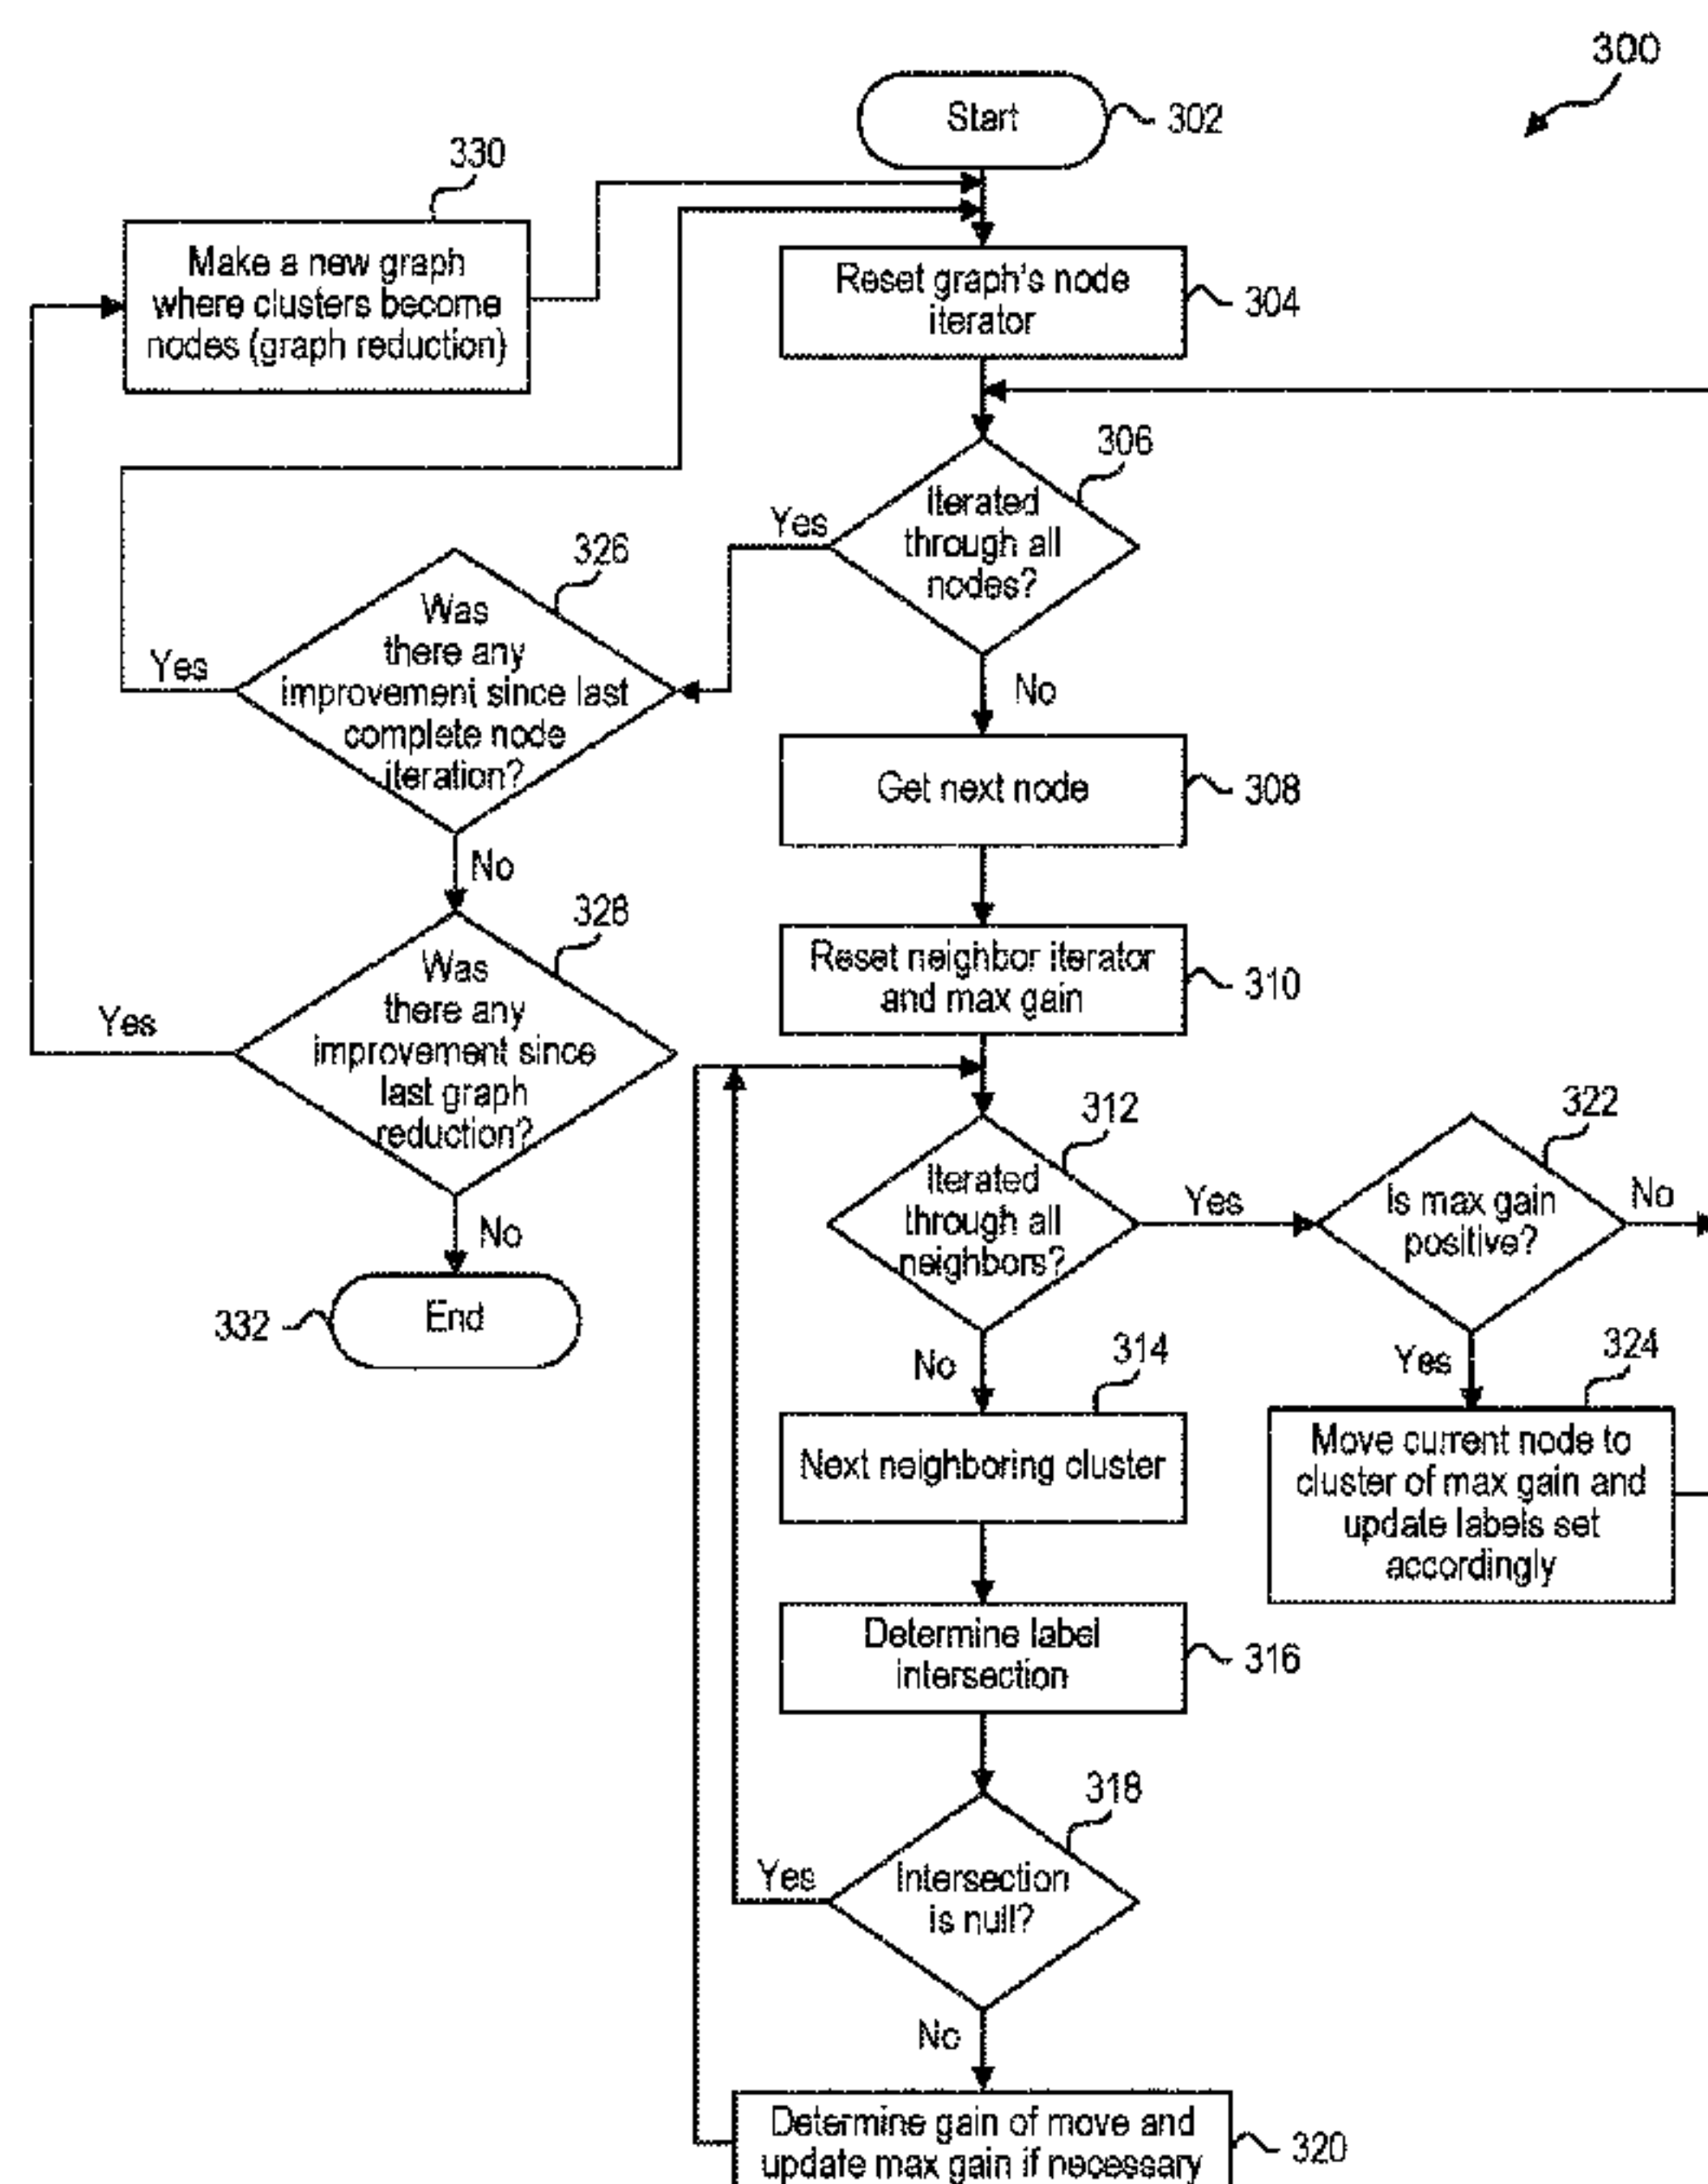 300
Start
302
330
Make a new graph
where clusters become
nodes (graph reduction)
Reset graph's node
iterator
304
306
Iterated
through all
nodes?
Yes
No
326
Was
there any
improvement since last
complete node
iteration?
Yes
No
Get next node
308
328
Was
there any
improvement since
last graph
reduction?
Yes
No
Reset neighbor iterator
and max gain
310
312
Iterated
through all
neighbors?
Yes
No
322
Is max gain
positive?
No
Yes
332
End
314
Next neighboring cluster
324
Move current node to
cluster of max gain and
update labels set
accordingly
Determine label
intersection
316
318
Intersection
is null?
Yes
No
Determine gain of move and
update max gain if necessary
320